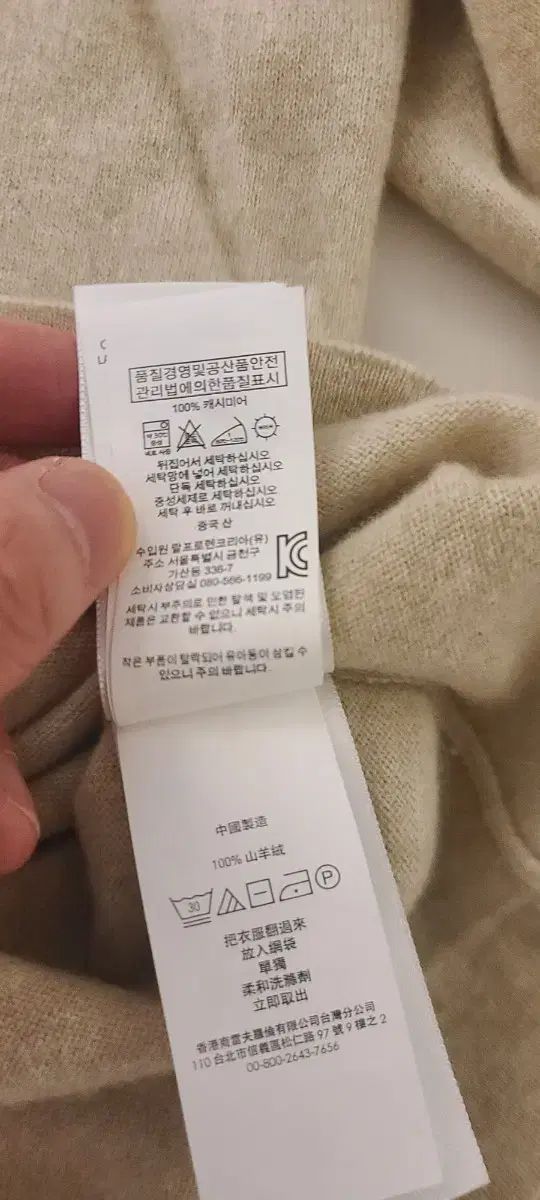 품질경영및공산품안전
관리법에의한품질표시
100% 캐시미어
약 30℃
중성
뒤집어서 세탁하십시오
세탁망에 넣어 세탁하십시오
단독 세탁하십시오
중성세제로 세탁하십시오
세탁 후 바로 꺼내십시오
중국 산
수입원 랄프로렌코리아(유)
주소 서울특별시 금천구
가산동 336-7
소비자상담실 080-566-1199
세탁시 부주의로 인한 탈색 및 오염된
제품은 교환할 수 없으니 세탁시 주의
바랍니다.
작은 부품이 탈락되어 유아동이 삼킬 수
있으니 주의 바랍니다.
中國製造
100% 山羊絨
30
P
把衣服翻過來
放入網袋
單獨
柔和洗滌劑
立即取出
香港商雷夫羅倫有限公司台灣分公司
110 台北市信義區松仁路 97 號 9 樓之 2
00-800-2643-7656